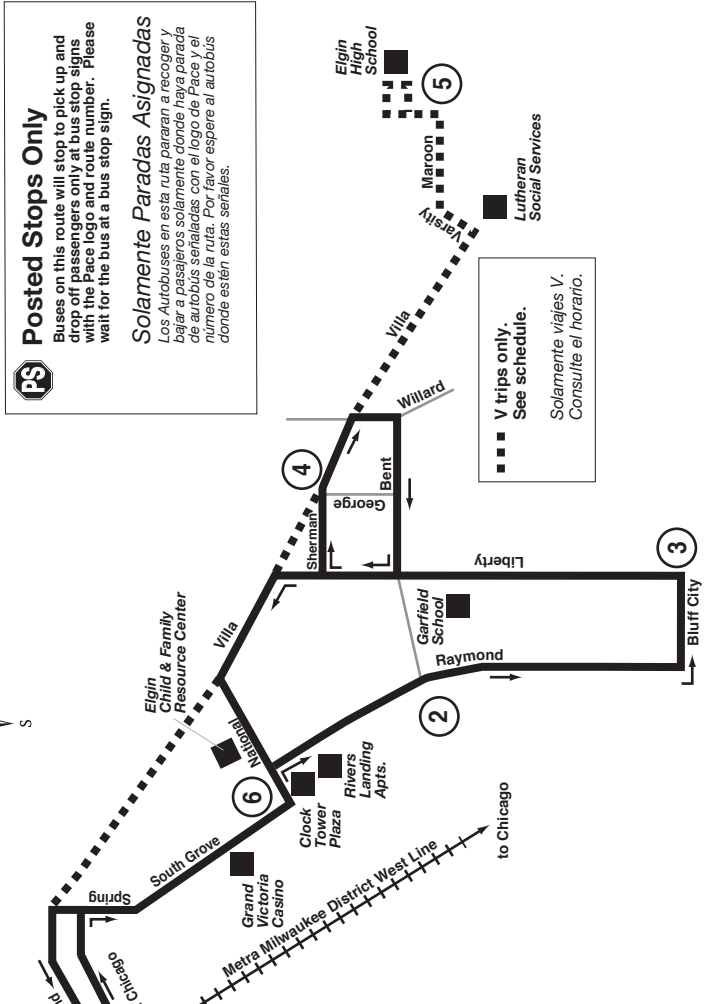 PS
Posted Stops Only
Buses on this route will stop to pick up and
drop off passengers only at bus stop signs
with the Pace logo and route number. Please
wait for the bus at a bus stop sign.
Solamente Paradas Asignadas
Los Autobuses en esta ruta pararan a recoger y
bajar a pasajeros solamente donde haya parada
de autobús señaladas con el logo de Pace y el
número de la ruta. Por favor espere al autobús
donde estén estas señales.
Elgin
High
School
5
Maroon
Varsity
Lutheran
Social Services
Villa
Willard
V trips only.
See schedule.
Solamente viajes V.
Consulte el horario.
4
Sherman
George
Bent
Liberty
3
Bluff City
Garfield
School
Raymond
2
Villa
Elgin
Child & Family
Resource Center
National
6
Clock
Tower
Plaza
Rivers
Landing
Apts.
South Grove
Grand
Victoria
Casino
Spring
Chicago
Metra Milwaukee District West Line
to Chicago
S